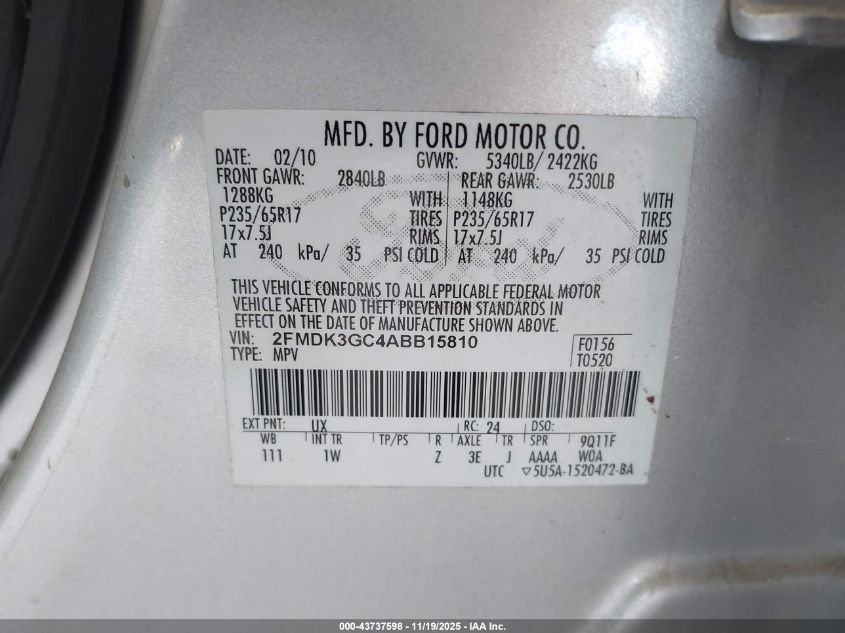 MFD. BY FORD MOTOR CO.
DATE: 02/10 GVWR: 5340LB/ 2422KG
FRONT GAWR: 2840LB REAR GAWR: 2530LB
1288KG WITH 1148KG WITH
P235/65R17 TIRES P235/65R17 TIRES
17x7.5J RIMS 17x7.5J RIMS
AT 240 kPa/ 35 PSI COLD AT 240 kPa/ 35 PSI COLD
Ford
THIS VEHICLE CONFORMS TO ALL APPLICABLE FEDERAL MOTOR
VEHICLE SAFETY AND THEFT PREVENTION STANDARDS IN
EFFECT ON THE DATE OF MANUFACTURE SHOWN ABOVE.
VIN: 2FMDK3GC4ABB15810 F0156
TYPE: MPV T0520
EXT PNT: UX RC: 24 DSO:
WB INT TR TP/PS R AXLE TR SPR 9Q11F
111 1W Z 3E J AAAA W0A
UTC ▽5U5A-1520472-BA
000-43737598 - 11/19/2025 - IAA Inc.